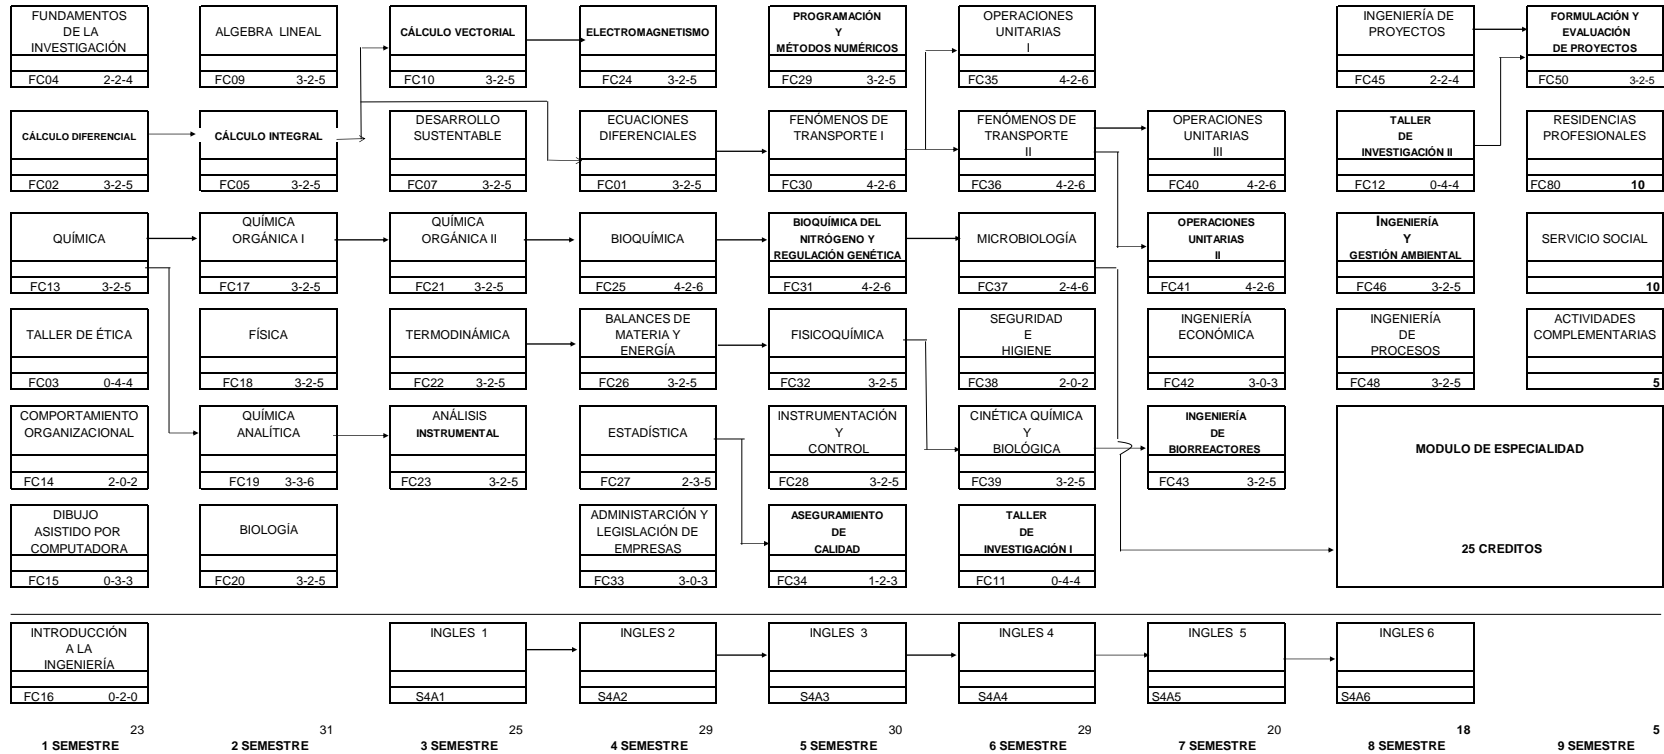 FUNDAMENTOS
DE LA
INVESTIGACIÓN
FC04 2-2-4
ALGEBRA LINEAL
FC09 3-2-5
CÁLCULO VECTORIAL
FC10 3-2-5
ELECTROMAGNETISMO
FC24 3-2-5
PROGRAMACIÓN
Y
MÉTODOS NUMÉRICOS
FC29 3-2-5
OPERACIONES
UNITARIAS
I
FC35 4-2-6
INGENIERÍA DE
PROYECTOS
FC45 2-2-4
FORMULACIÓN Y
EVALUACIÓN
DE PROYECTOS
FC50 3-2-5
CÁLCULO DIFERENCIAL
FC02 3-2-5
CÁLCULO INTEGRAL
FC05 3-2-5
DESARROLLO
SUSTENTABLE
FC07 3-2-5
ECUACIONES
DIFERENCIALES
FC01 3-2-5
FENÓMENOS DE
TRANSPORTE I
FC30 4-2-6
FENÓMENOS DE
TRANSPORTE
II
FC36 4-2-6
OPERACIONES
UNITARIAS
III
FC40 4-2-6
TALLER
DE
INVESTIGACIÓN II
FC12 0-4-4
RESIDENCIAS
PROFESIONALES
FC80 10
QUÍMICA
FC13 3-2-5
QUÍMICA
ORGÁNICA I
FC17 3-2-5
QUÍMICA
ORGÁNICA II
FC21 3-2-5
BIOQUÍMICA
FC25 4-2-6
BIOQUÍMICA DEL
NITRÓGENO Y
REGULACIÓN GENÉTICA
FC31 4-2-6
MICROBIOLOGÍA
FC37 2-4-6
OPERACIONES
UNITARIAS
II
FC41 4-2-6
INGENIERÍA
Y
GESTIÓN AMBIENTAL
FC46 3-2-5
SERVICIO SOCIAL
10
TALLER DE ÉTICA
FC03 0-4-4
FÍSICA
FC18 3-2-5
TERMODINÁMICA
FC22 3-2-5
BALANCES DE
MATERIA Y
ENERGÍA
FC26 3-2-5
FISICOQUÍMICA
FC32 3-2-5
SEGURIDAD
E
HIGIENE
FC38 2-0-2
INGENIERÍA
ECONÓMICA
FC42 3-0-3
INGENIERÍA
DE
PROCESOS
FC48 3-2-5
ACTIVIDADES
COMPLEMENTARIAS
5
COMPORTAMIENTO
ORGANIZACIONAL
FC14 2-0-2
QUÍMICA
ANALÍTICA
FC19 3-3-6
ANÁLISIS
INSTRUMENTAL
FC23 3-2-5
ESTADÍSTICA
FC27 2-3-5
INSTRUMENTACIÓN
Y
CONTROL
FC28 3-2-5
CINÉTICA QUÍMICA
Y
BIOLÓGICA
FC39 3-2-5
INGENIERÍA
DE
BIORREACTORES
FC43 3-2-5
MODULO DE ESPECIALIDAD
25 CREDITOS
DIBUJO
ASISTIDO POR
COMPUTADORA
FC15 0-3-3
BIOLOGÍA
FC20 3-2-5
ADMINISTARCIÓN Y
LEGISLACIÓN DE
EMPRESAS
FC33 3-0-3
ASEGURAMIENTO
DE
CALIDAD
FC34 1-2-3
TALLER
DE
INVESTIGACIÓN I
FC11 0-4-4
INTRODUCCIÓN
A LA
INGENIERÍA
FC16 0-2-0
INGLES 1
S4A1
INGLES 2
S4A2
INGLES 3
S4A3
INGLES 4
S4A4
INGLES 5
S4A5
INGLES 6
S4A6
23 31 25 29 30 29 20 18 5
1 SEMESTRE 2 SEMESTRE 3 SEMESTRE 4 SEMESTRE 5 SEMESTRE 6 SEMESTRE 7 SEMESTRE 8 SEMESTRE 9 SEMESTRE